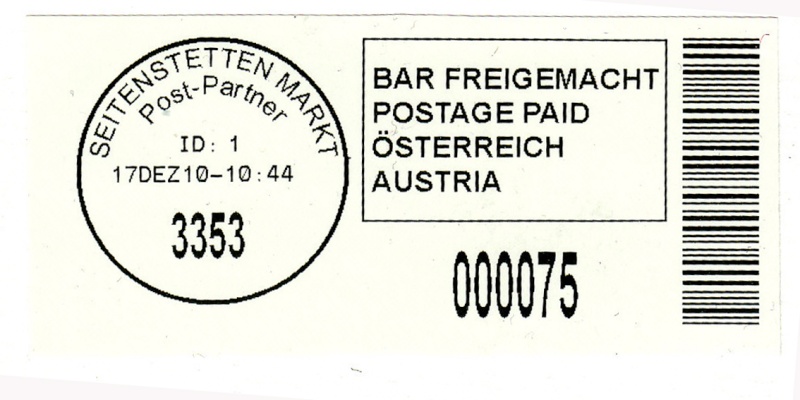 SEITENSTETTEN MARKT
Post-Partner
ID: 1
17DEZ10-10:44
3353
BAR FREIGEMACHT
POSTAGE PAID
ÖSTERREICH
AUSTRIA
000075